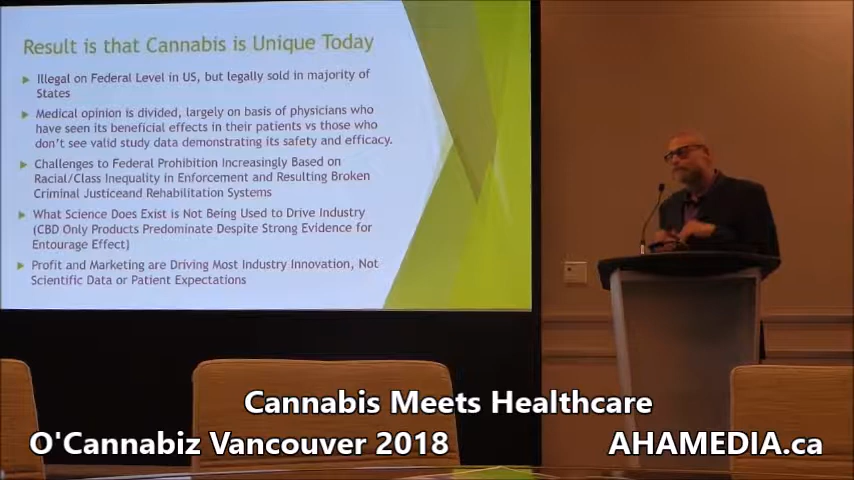 Result is that Cannabis is Unique Today
Illegal on Federal Level in US, but legally sold in majority of
States
Medical opinion is divided, largely on basis of physicians who
have seen its beneficial effects in their patients vs those who
don't see valid study data demonstrating its safety and efficacy.
Challenges to Federal Prohibition Increasingly Based on
Racial/Class Inequality in Enforcement and Resulting Broken
Criminal Justiceand Rehabilitation Systems
What Science Does Exist is Not Being Used to Drive Industry
(CBD Only Products Predominate Despite Strong Evidence for
Entourage Effect)
Profit and Marketing are Driving Most Industry Innovation, Not
Scientific Data or Patient Expectations
Cannabis Meets Healthcare
O'Cannabiz Vancouver 2018
AHAMEDIA.ca